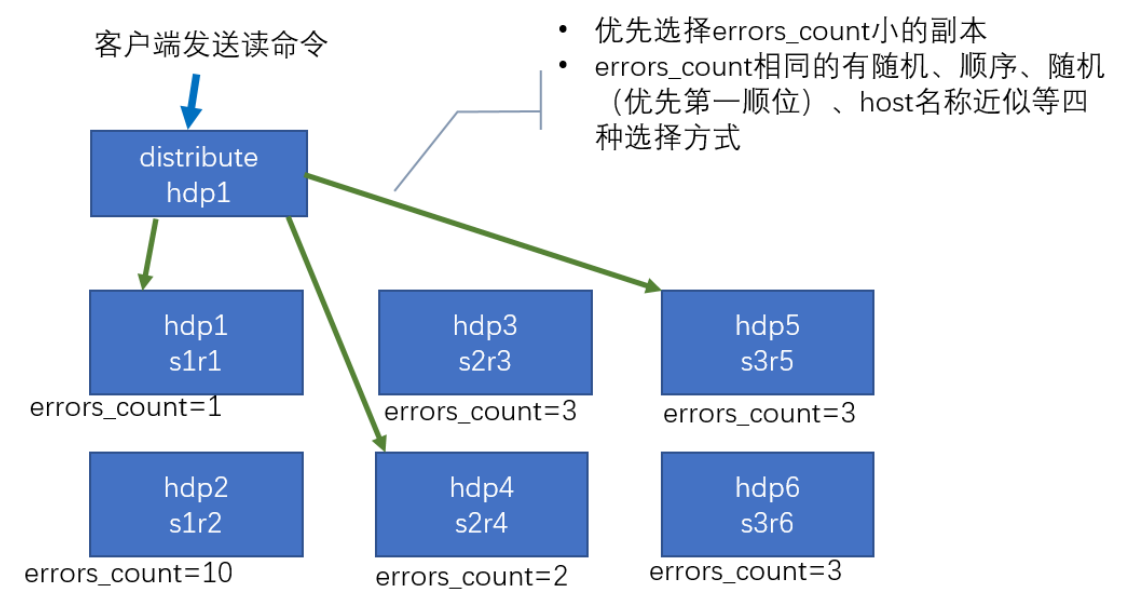 客户端发送读命令
• 优先选择errors_count小的副本
• errors_count相同的有随机、顺序、随机
（优先第一顺位）、host名称近似等四
种选择方式
distribute
hdp1
hdp1
s1r1
errors_count=1
hdp3
s2r3
errors_count=3
hdp5
s3r5
errors_count=3
hdp2
s1r2
errors_count=10
hdp4
s2r4
errors_count=2
hdp6
s3r6
errors_count=3